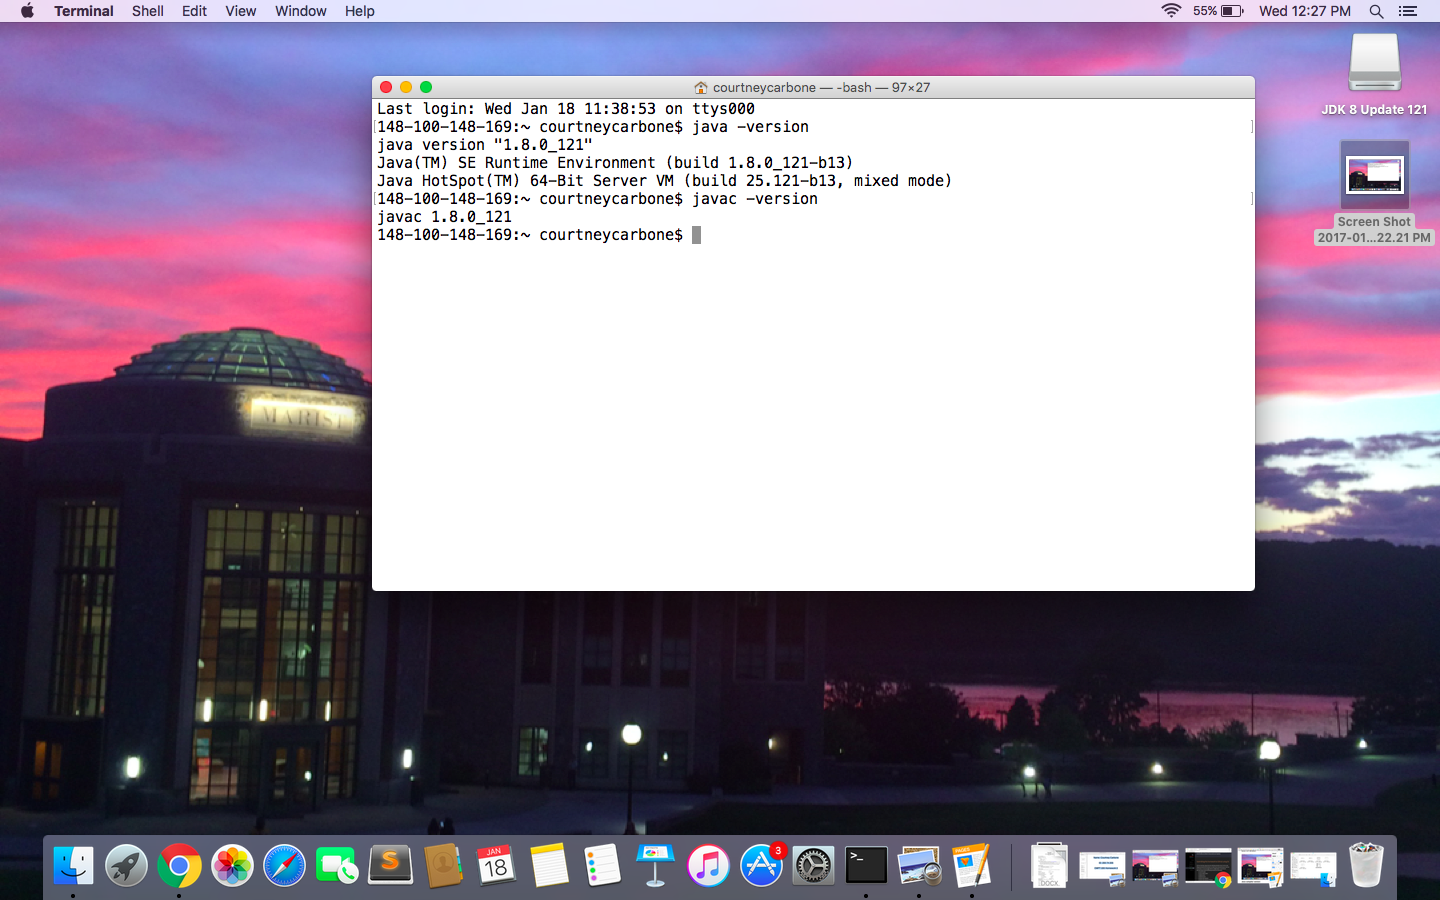 Terminal Shell Edit View Window Help 55% Wed 12:27 PM
JDK 8 Update 121
Screen Shot
2017-01...22.21 PM
courtneycarbone — -bash — 97×27
Last login: Wed Jan 18 11:38:53 on ttys000
[148-100-148-169:~ courtneycarbone$ java -version ]
java version "1.8.0_121"
Java(TM) SE Runtime Environment (build 1.8.0_121-b13)
Java HotSpot(TM) 64-Bit Server VM (build 25.121-b13, mixed mode)
[148-100-148-169:~ courtneycarbone$ javac -version ]
javac 1.8.0_121
148-100-148-169:~ courtneycarbone$
MARIST
JAN
18
3
>_
PAGES
DOCX